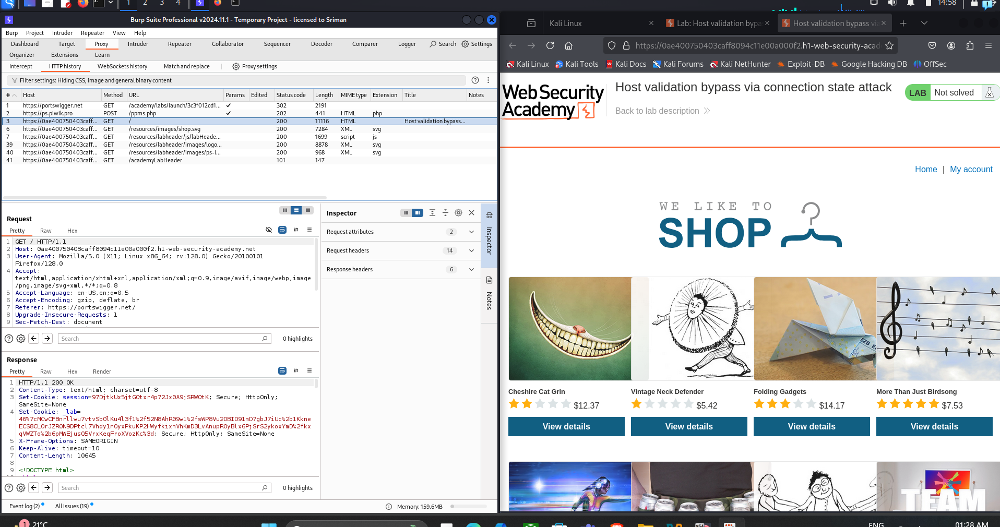 1 2 3 4
14:58
Burp Suite Professional v2024.11.1 - Temporary Project - licensed to Sriman
Burp Project Intruder Repeater View Help
Dashboard Target Proxy Intruder Repeater Collaborator Sequencer Decoder Comparer Logger Search Settings
Organizer Extensions Learn
Intercept HTTP history WebSockets history Match and replace Proxy settings
Filter settings: Hiding CSS, image and general binary content
# Host Method URL Params Edited Status code Length MIME type Extension Title Notes
1 https://portswigger.net GET /academy/labs/launch/3c3f012cd1... ✓ 302 2191
2 https://ps.piwik.pro POST /ppms.php ✓ 202 441 HTML php
3 https://0ae400750403caff... GET / 200 11116 HTML Host validation bypass...
6 https://0ae400750403caff... GET /resources/images/shop.svg 200 7284 XML svg
7 https://0ae400750403caff... GET /resources/labheader/js/labHeade... 200 1699 script js
39 https://0ae400750403caff... GET /resources/labheader/images/logo... 200 8878 XML svg
40 https://0ae400750403caff... GET /resources/labheader/images/ps-l... 200 968 XML svg
41 https://0ae400750403caff... GET /academyLabHeader 101 147
Request
Pretty Raw Hex \n
1 GET / HTTP/1.1
2 Host: 0ae400750403caff8094c11e00a000f2.h1-web-security-academy.net
3 User-Agent: Mozilla/5.0 (X11; Linux x86_64; rv:128.0) Gecko/20100101
Firefox/128.0
4 Accept:
text/html,application/xhtml+xml,application/xml;q=0.9,image/avif,image/webp,image
/png,image/svg+xml,*/*;q=0.8
5 Accept-Language: en-US,en;q=0.5
6 Accept-Encoding: gzip, deflate, br
7 Referer: https://portswigger.net/
8 Upgrade-Insecure-Requests: 1
9 Sec-Fetch-Dest: document
Search 0 highlights
Response
Pretty Raw Hex Render \n
1 HTTP/1.1 200 OK
2 Content-Type: text/html; charset=utf-8
3 Set-Cookie: session=97DjtkUx5jtGOtxr4p72Jx0A9jSRWOtK; Secure; HttpOnly;
SameSite=None
4 Set-Cookie: _lab=
46%7cMCwCFBnrllwu7vtvSb0lKu4l3f1%2f52N8AhR09w1%2fsWP8Vu2DBID91mD7gbJ7iUc%2b1Kkne
ECS8CLOrJZRON9DPtcl7Vhdy1mOyxPkuKP2HWyfkixmVhKmD3LvAnupROyBlx6PjSrS2ykoxYmD%2fkx
qVWZTo%2b6pMWEjusQ5VrxKeqFroXVozKc%3d; Secure; HttpOnly; SameSite=None
5 X-Frame-Options: SAMEORIGIN
6 Keep-Alive: timeout=10
7 Content-Length: 10645
8
9 <!DOCTYPE html>
Search 0 highlights
Event log (2) All issues (19) Memory: 159.6MB
Inspector
Request attributes 2
Request headers 14
Response headers 6
Inspector
Notes
Kali Linux
Lab: Host validation bypa
Host validation bypass via
https://0ae400750403caff8094c11e00a000f2.h1-web-security-acad
Kali Linux Kali Tools Kali Docs Kali Forums Kali NetHunter Exploit-DB Google Hacking DB OffSec
Web Security
Academy
Host validation bypass via connection state attack
Back to lab description
LAB Not solved
Home | My account
WE LIKE TO
SHOP
EZB
Cheshire Cat Grin Vintage Neck Defender Folding Gadgets More Than Just Birdsong
$12.37 $5.42 $14.17 $7.53
View details View details View details View details
TEAM
1 21°C
ENG
01:28 AM